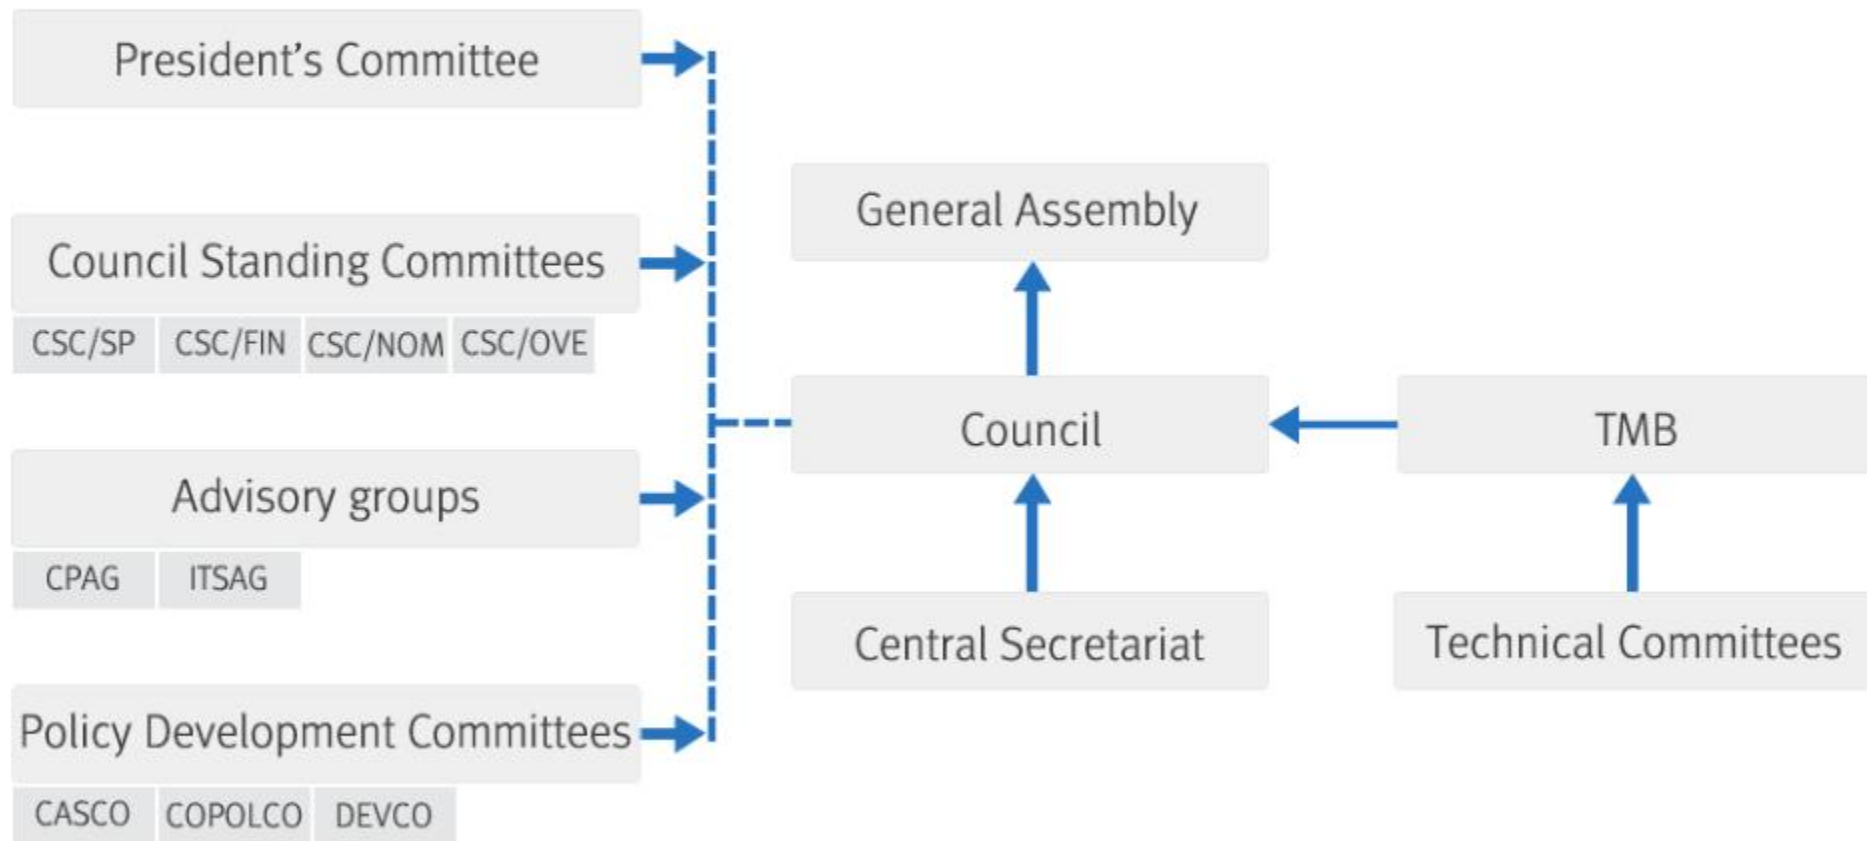 President’s Committee
Council Standing Committees
CSC/SP CSC/FIN CSC/NOM CSC/OVE
Advisory groups
CPAG ITSAG
Policy Development Committees
CASCO COPOLCO DEVCO
General Assembly
Council
Central Secretariat
TMB
Technical Committees